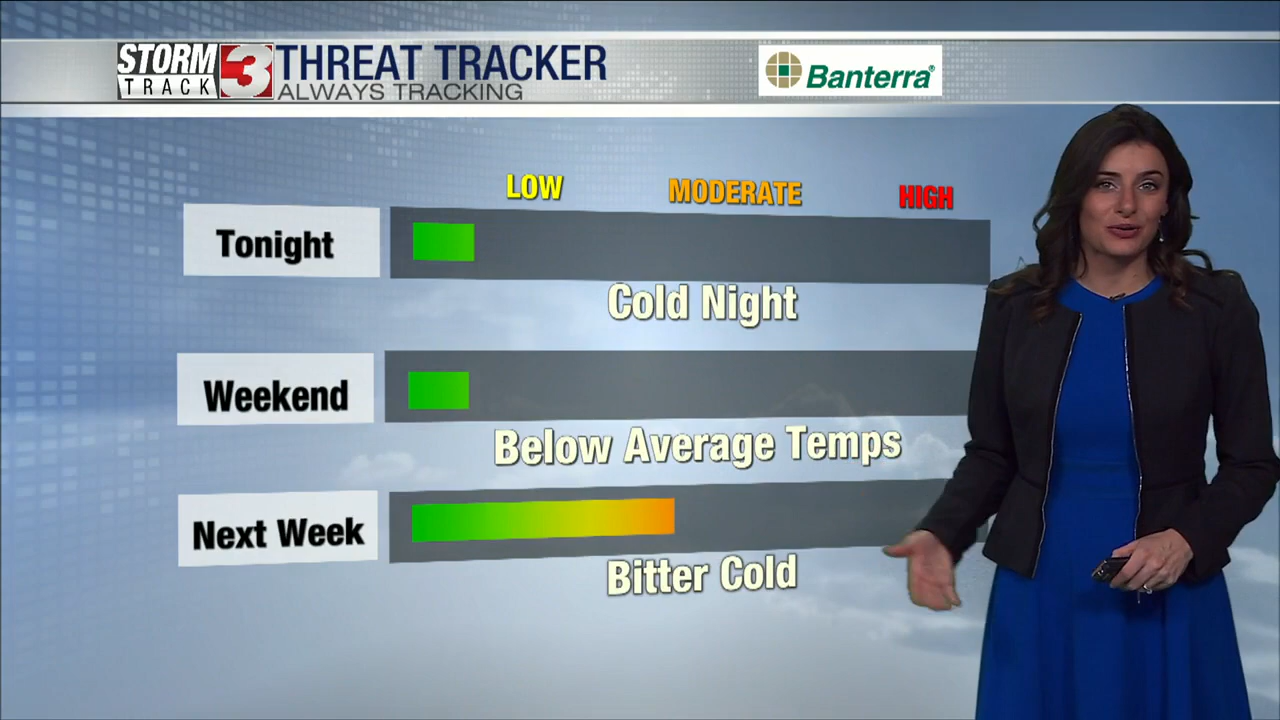 STORM
TRACK
3
THREAT TRACKER
ALWAYS TRACKING
Banterra®
LOW
MODERATE
HIGH
Tonight
Cold Night
Weekend
Below Average Temps
Next Week
Bitter Cold